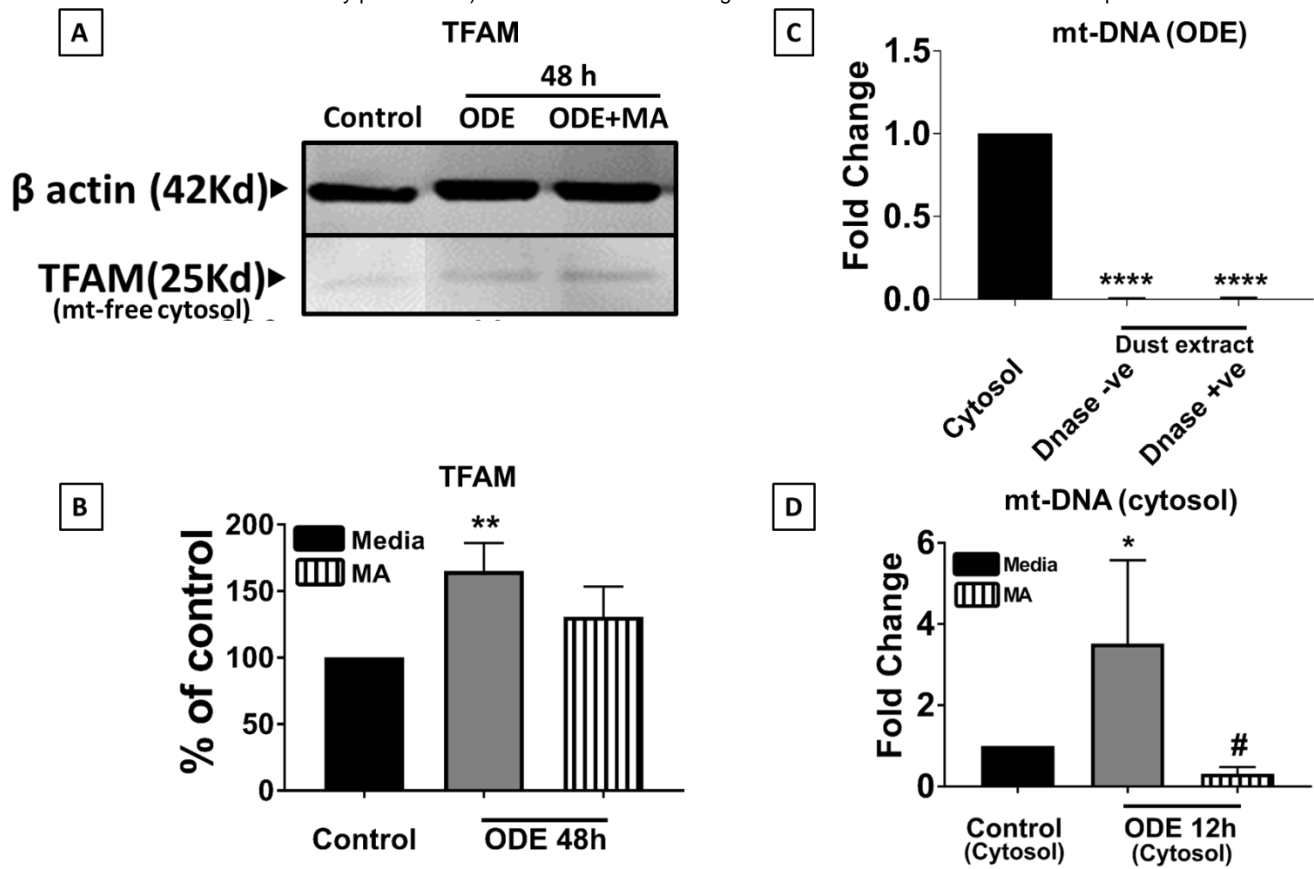 A
TFAM
48 h
Control ODE ODE+MA
β actin (42Kd)
TFAM(25Kd)
(mt-free cytosol)
B
TFAM
% of control
200
150
100
50
0
Media
MA
**
Control
ODE 48h
C
mt-DNA (ODE)
Fold Change
1.5
1.0
0.5
0.0
**** ****
Dust extract
Cytosol
Dnase -ve
Dnase +ve
D
mt-DNA (cytosol)
Fold Change
6
4
2
0
Media
MA
*
#
Control
(Cytosol)
ODE 12h
(Cytosol)